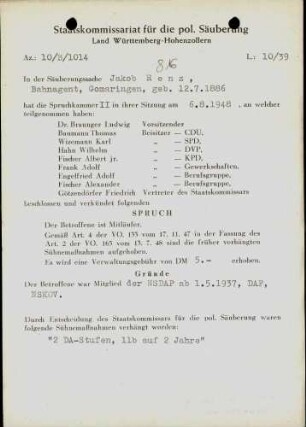 Staatskommissariat für die pol. Säuberung
Land Württemberg-Hohenzollern
Az.: 10/S/1014
816
L: 10/39
In der Säuberungssache Jakob Renz,
Bahnagent, Gomaringen, geb. 12.7.1886
hat die Spruchkammer II in ihrer Sitzung am 6.8.1948 . an welcher
teilgenommen haben:
Dr. Brauner Ludwig Vorsitzender
Baumann Thomas Beisitzer — CDU,
Wizemann Karl „ — SPD,
Hahn Wilhelm „ — DVP,
Fischer Albert jr. „ — KPD,
Frank Adolf „ — Gewerkschaften.
Engelfried Adolf „ — Berufsgruppe,
Fischer Alexander „ — Berufsgruppe,
Götzendörfer Friedrich Vertreter des Staatskommissars
beschlossen und verkündet folgenden
SPRUCH
Der Betroffene ist Mitläufer.
Gemäß Art. 4 der VO. 133 vom 17. 11. 47 in der Fassung des
Art. 2 der VO. 165 vom 13. 7. 48 sind die früher verhängten
Sühnemaßnahmen aufgehoben.
Es wird eine Verwaltungsgebühr von DM 5.— erhoben.
Gründe
Der Betroffene war Mitglied der NSDAP ab 1.5.1937, DAF,
NSKOV.
Durch Entscheidung des Staatskommissars für die pol. Säuberung waren
folgende Sühnemaßnahmen verhängt worden:
"2 DA-Stufen, 11b auf 2 Jahre"